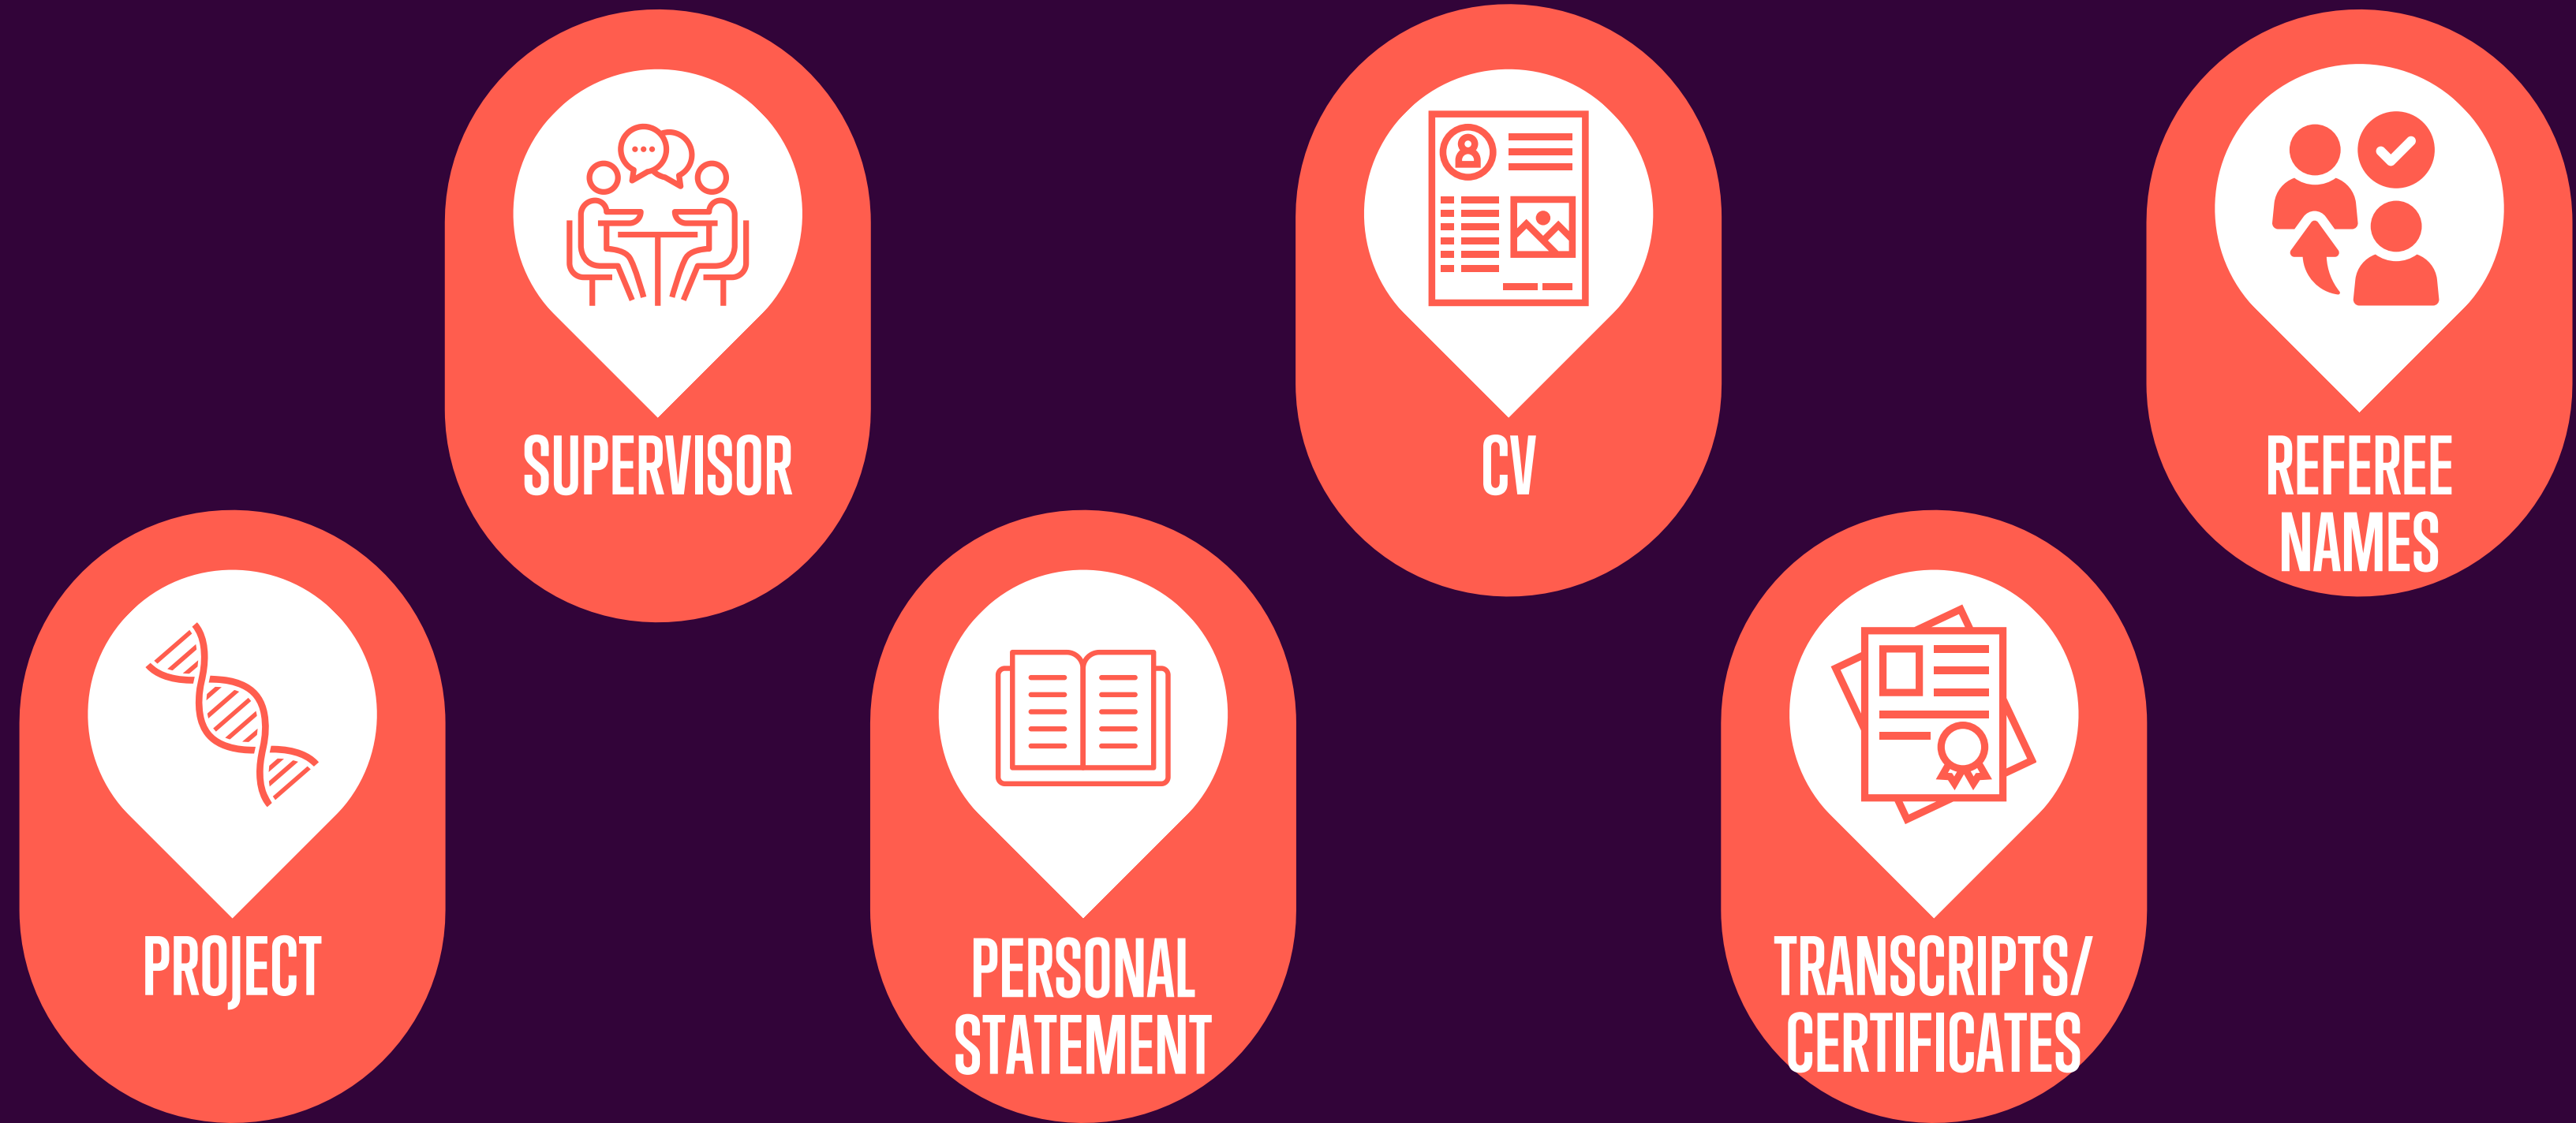 PROJECT
SUPERVISOR
PERSONAL
STATEMENT
CV
TRANSCRIPTS/
CERTIFICATES
REFEREE
NAMES